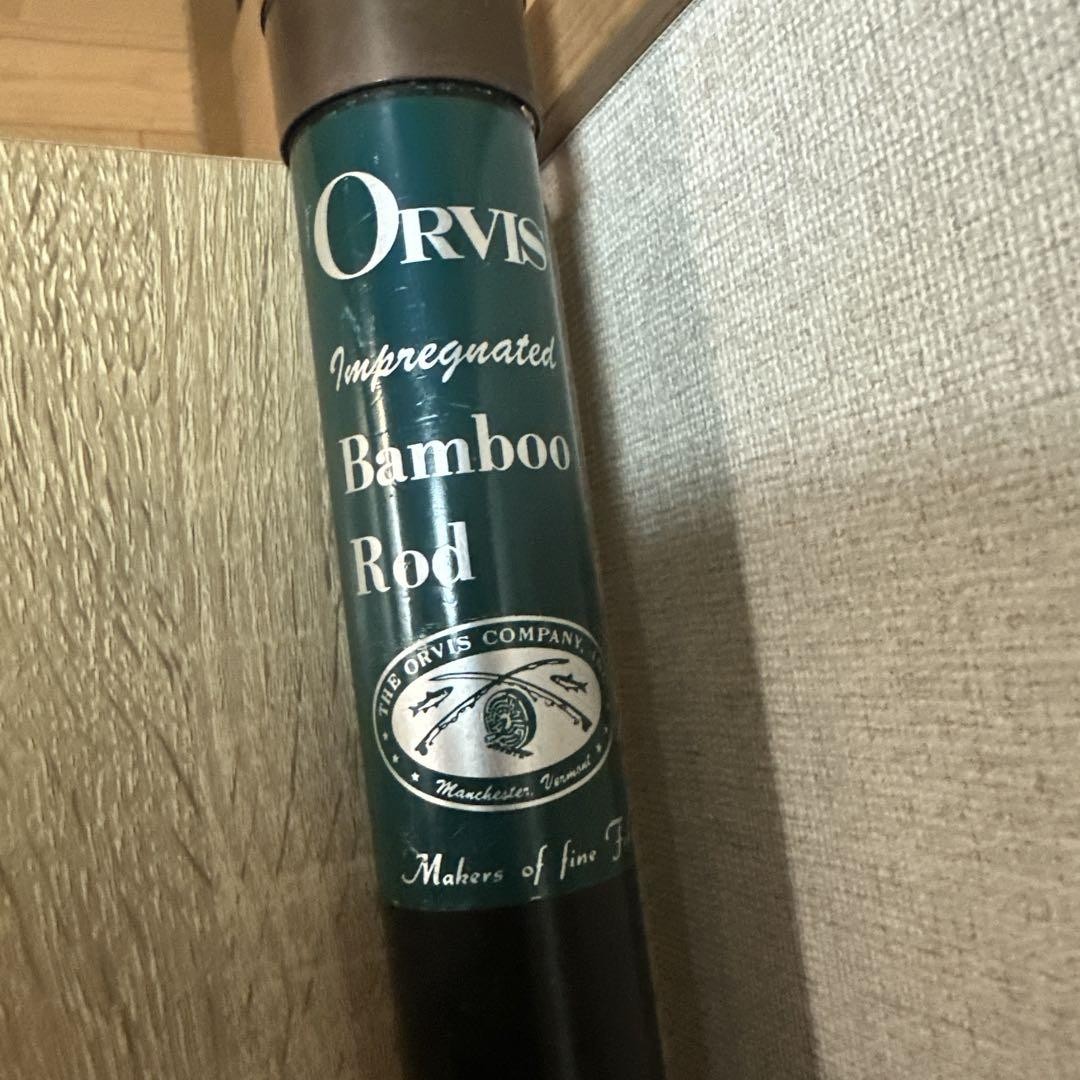 ORVIS
Impregnated
Bamboo
Rod
THE ORVIS COMPANY,
Manchester, Vermont
Makers of fine